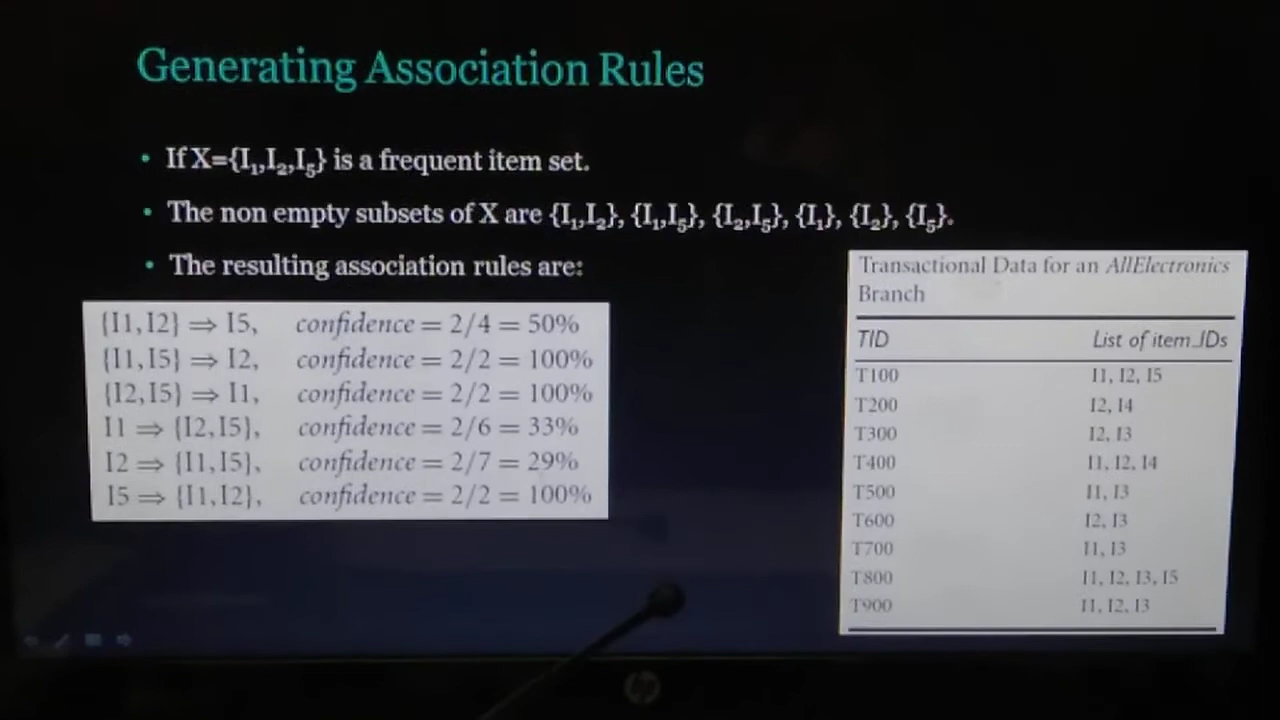 Generating Association Rules
• If X={I₁,I₂,I₅} is a frequent item set.
• The non empty subsets of X are {I₁,I₂}, {I₁,I₅}, {I₂,I₅}, {I₁}, {I₂}, {I₅}.
• The resulting association rules are:
{I1, I2} ⇒ I5, confidence = 2/4 = 50%
{I1, I5} ⇒ I2, confidence = 2/2 = 100%
{I2, I5} ⇒ I1, confidence = 2/2 = 100%
I1 ⇒ {I2, I5}, confidence = 2/6 = 33%
I2 ⇒ {I1, I5}, confidence = 2/7 = 29%
I5 ⇒ {I1, I2}, confidence = 2/2 = 100%
Transactional Data for an AllElectronics
Branch
TID List of item_IDs
T100 I1, I2, I5
T200 I2, I4
T300 I2, I3
T400 I1, I2, I4
T500 I1, I3
T600 I2, I3
T700 I1, I3
T800 I1, I2, I3, I5
T900 I1, I2, I3
hp